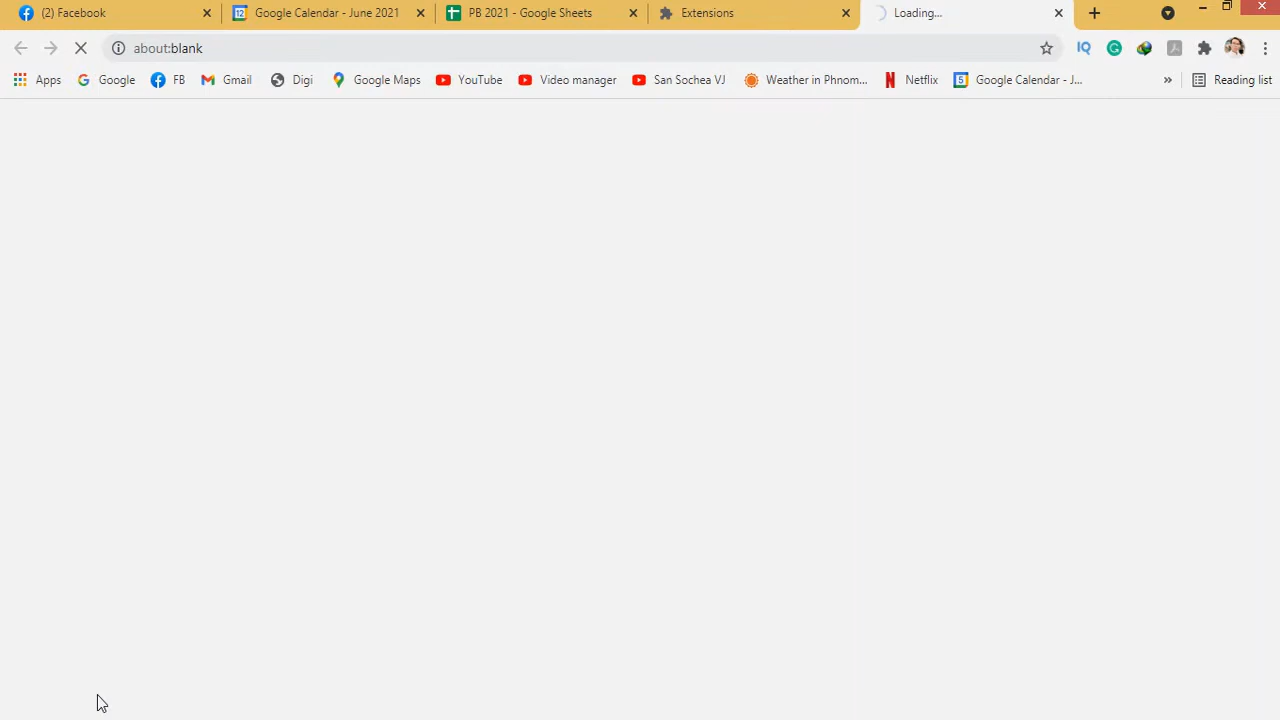 (2) Facebook Google Calendar - June 2021 PB 2021 - Google Sheets Extensions Loading...
about:blank
Apps Google FB Gmail Digi Google Maps YouTube Video manager San Sochea VJ Weather in Phnom... Netflix Google Calendar - J... » Reading list